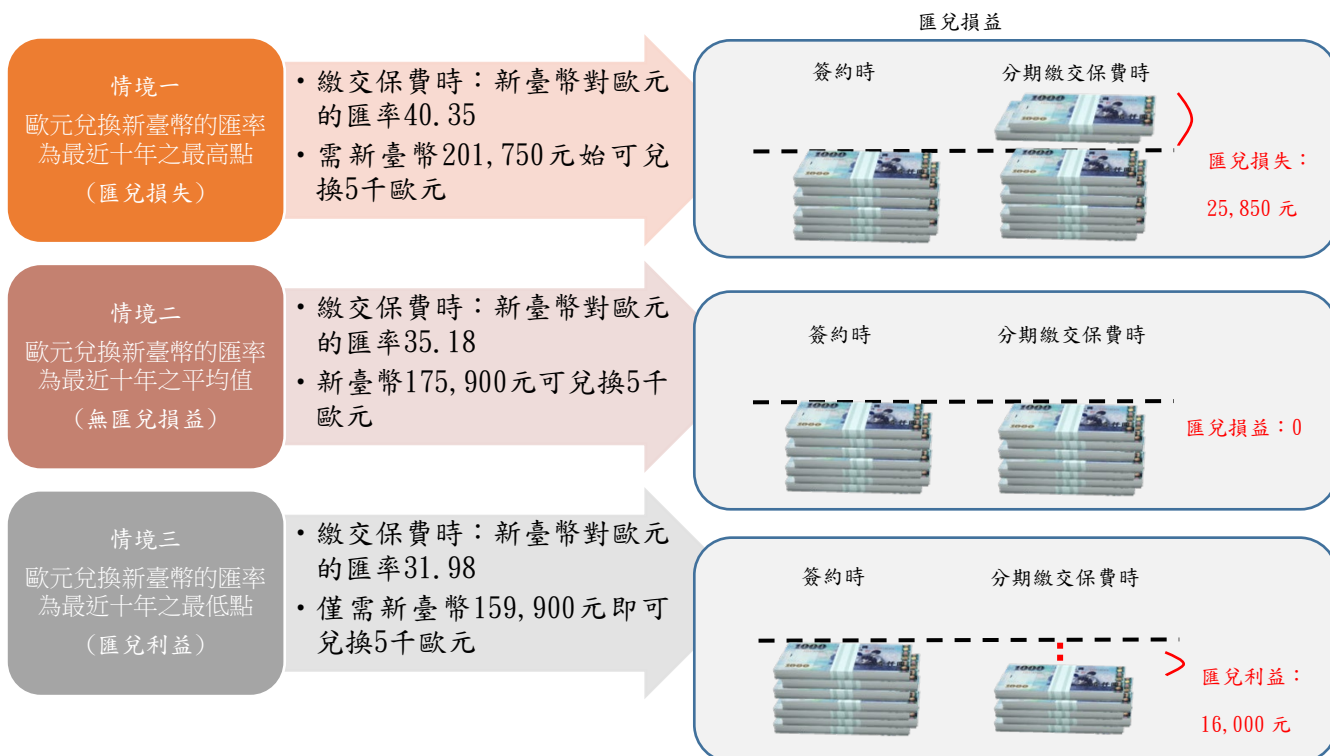 匯兌損益
情境一
歐元兌換新臺幣的匯率
為最近十年之最高點
(匯兌損失)
•繳交保費時：新臺幣對歐元
的匯率40.35
•需新臺幣201,750元始可兌
換5千歐元
簽約時
分期繳交保費時
匯兌損失：
25,850 元
情境二
歐元兌換新臺幣的匯率
為最近十年之平均值
(無匯兌損益)
•繳交保費時：新臺幣對歐元
的匯率35.18
•新臺幣175,900元可兌換5千
歐元
簽約時
分期繳交保費時
匯兌損益：0
情境三
歐元兌換新臺幣的匯率
為最近十年之最低點
(匯兌利益)
•繳交保費時：新臺幣對歐元
的匯率31.98
•僅需新臺幣159,900元即可
兌換5千歐元
簽約時
分期繳交保費時
匯兌利益：
16,000 元